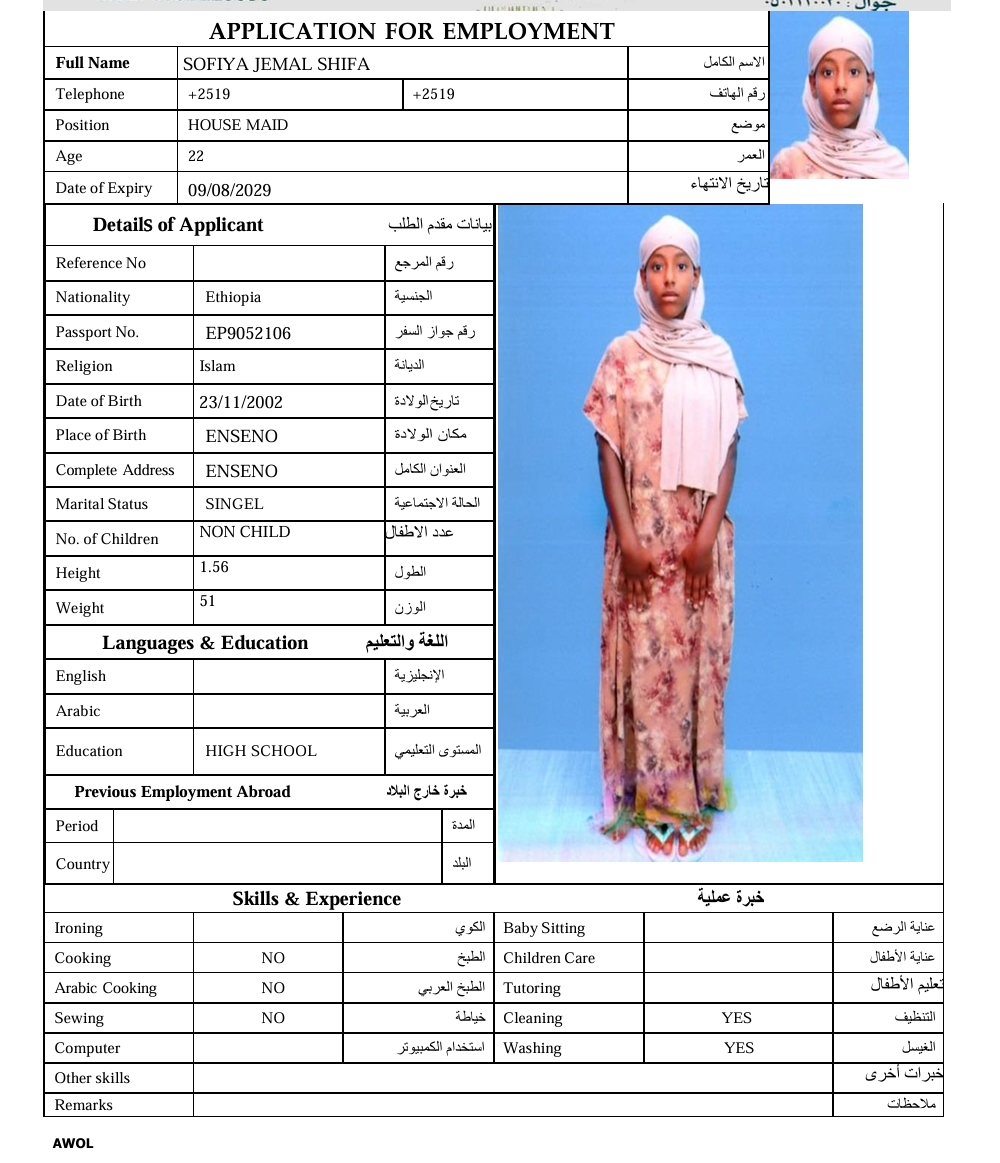 جوال : ٠٥٠١١١٠٠٢٠
APPLICATION FOR EMPLOYMENT
Full Name SOFIYA JEMAL SHIFA الاسم الكامل
Telephone +2519 +2519 رقم الهاتف
Position HOUSE MAID موضع
Age 22 العمر
Date of Expiry 09/08/2029 تاريخ الانتهاء
Details of Applicant بيانات مقدم الطلب
Reference No رقم المرجع
Nationality Ethiopia الجنسية
Passport No. EP9052106 رقم جواز السفر
Religion Islam الديانة
Date of Birth 23/11/2002 تاريخ الولادة
Place of Birth ENSENO مكان الولادة
Complete Address ENSENO العنوان الكامل
Marital Status SINGEL الحالة الاجتماعية
No. of Children NON CHILD عدد الاطفال
Height 1.56 الطول
Weight 51 الوزن
Languages & Education اللغة والتعليم
English الإنجليزية
Arabic العربية
Education HIGH SCHOOL المستوى التعليمي
Previous Employment Abroad خبرة خارج البلاد
Period المدة
Country البلد
Skills & Experience خبرة عملية
Ironing الكوي Baby Sitting عناية الرضع
Cooking NO الطبخ Children Care عناية الأطفال
Arabic Cooking NO الطبخ العربي Tutoring تعليم الأطفال
Sewing NO خياطة Cleaning YES التنظيف
Computer استخدام الكمبيوتر Washing YES الغيسل
Other skills خبرات أخرى
Remarks ملاحظات
AWOL